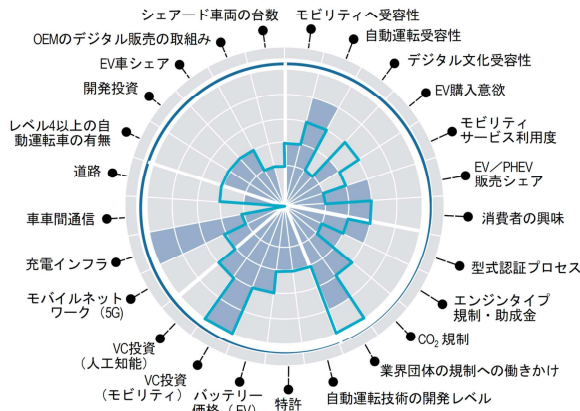 シェアード車両の台数
モビリティへ受容性
OEMのデジタル販売の取組み
自動運転受容性
EV車シェア
デジタル文化受容性
開発投資
EV購入意欲
レベル4以上の自
動運転車の有無
モビリティ
サービス利用度
道路
EV／PHEV
販売シェア
車車間通信
消費者の興味
充電インフラ
型式認証プロセス
モバイルネット
ワーク（5G）
エンジンタイプ
規制・助成金
VC投資
（人工知能）
CO₂ 規制
VC投資
（モビリティ）
業界団体の規制への働きかけ
バッテリー
価格（EV）
特許
自動運転技術の開発レベル